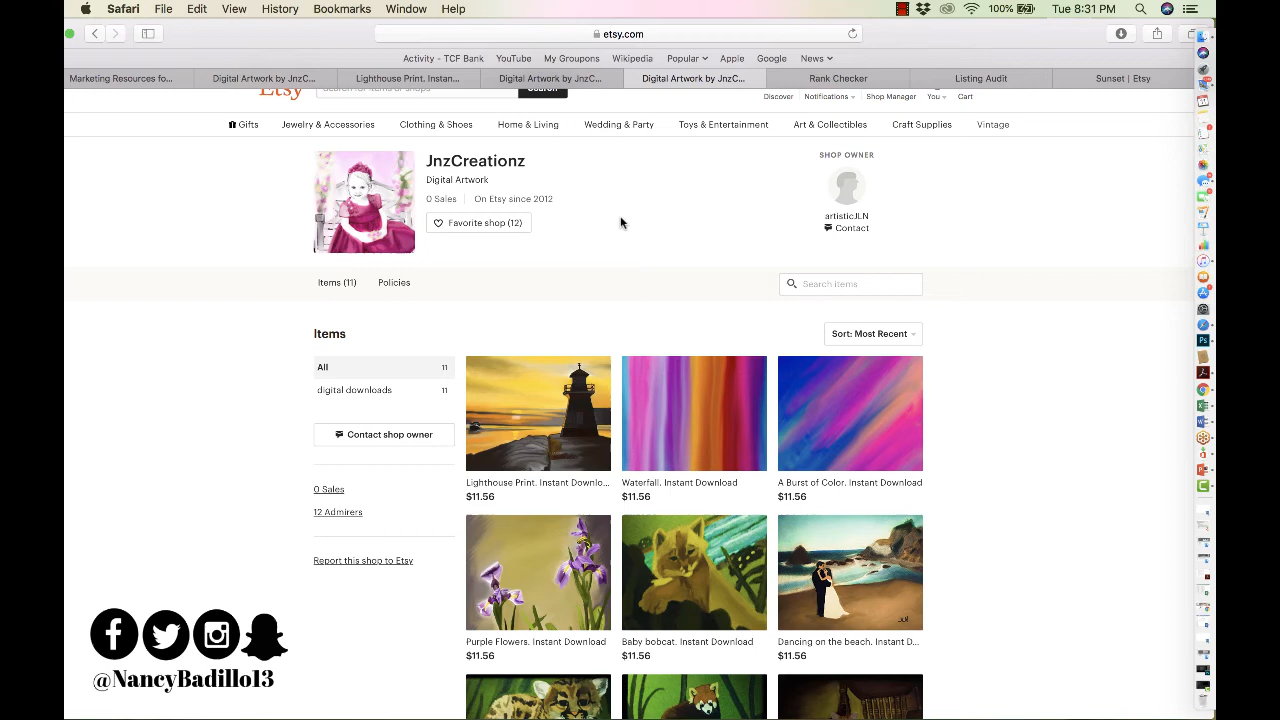 Safari File Edit View History Bookmarks Window Help 100% Tue 8:31 PM
etsy.com
Activity - TCF Bank YouTube My Groupons Wikipedia Popular Apple Google News
Marketing Resources fo... Digital Artwork by JnzC... Lighthouse Print. Instan... Digital Artwork by JnzC... Digital Artwork by JnzC... Rank Checker Listing Audit Sunset | Etsy
Etsy Search for items or shops Search Discover Notifications Shop Manager You Cart
Gifts Jewelry & Accessories Clothing & Shoes Home & Living Wedding & Party Toys & Entertainment Art & Collectibles Craft Supplies Vintage
JnzCreationz
Digital Artwork
0 Sales On Etsy since 2012
Favorite shop (12)
SHOP OWNER
artisticJLN
Contact
Items (11) Policies Search items
Items Sort: Most Recent
All 11
digital downloads 11
Contact shop owner
0 Sales
12 Admirers
Report this shop to Etsy
Lighthouse Print. Instant Downlo... Waterfall. Instant Download A Burst of Color. Instant Download
$11.56 $11.56 $11.56
Purple Flowers. Instant Download Baby bobcat. Instant Download Dancing on the beach. Instant D...
$11.56 $11.56 $11.56
@NancyBadillo13